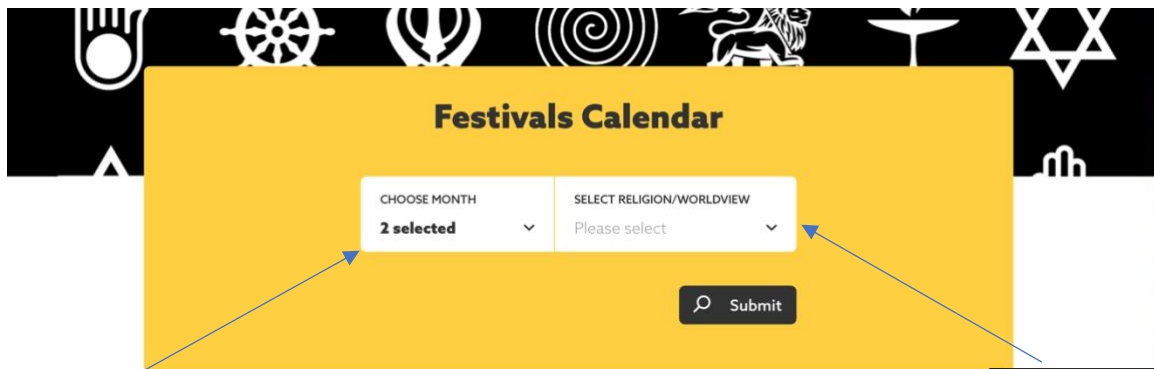 Festivals Calendar
CHOOSE MONTH
2 selected
SELECT RELIGION/WORLDVIEW
Please select
Submit